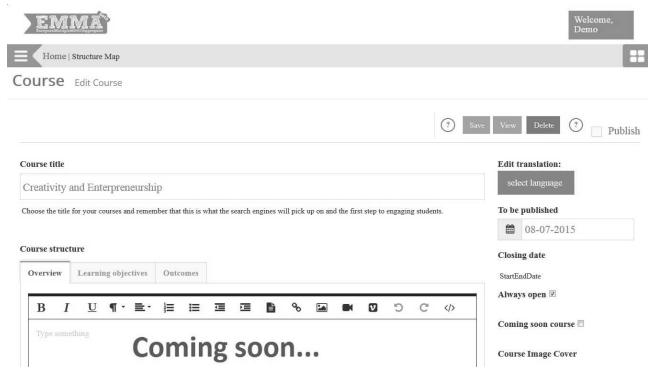 EMMA
Welcome,
Demo
Home | Structure Map
Course Edit Course
? Save View Delete ? Publish
Course title
Creativity and Enterpreneurship
Choose the title for your courses and remember that this is what the search engines will pick up on and the first step to engaging students.
Edit translation:
select language
To be published
08-07-2015
Closing date
StartEndDate
Always open
Coming soon course
Course Image Cover
Course structure
Overview Learning objectives Outcomes
B I U
Type something
Coming soon...